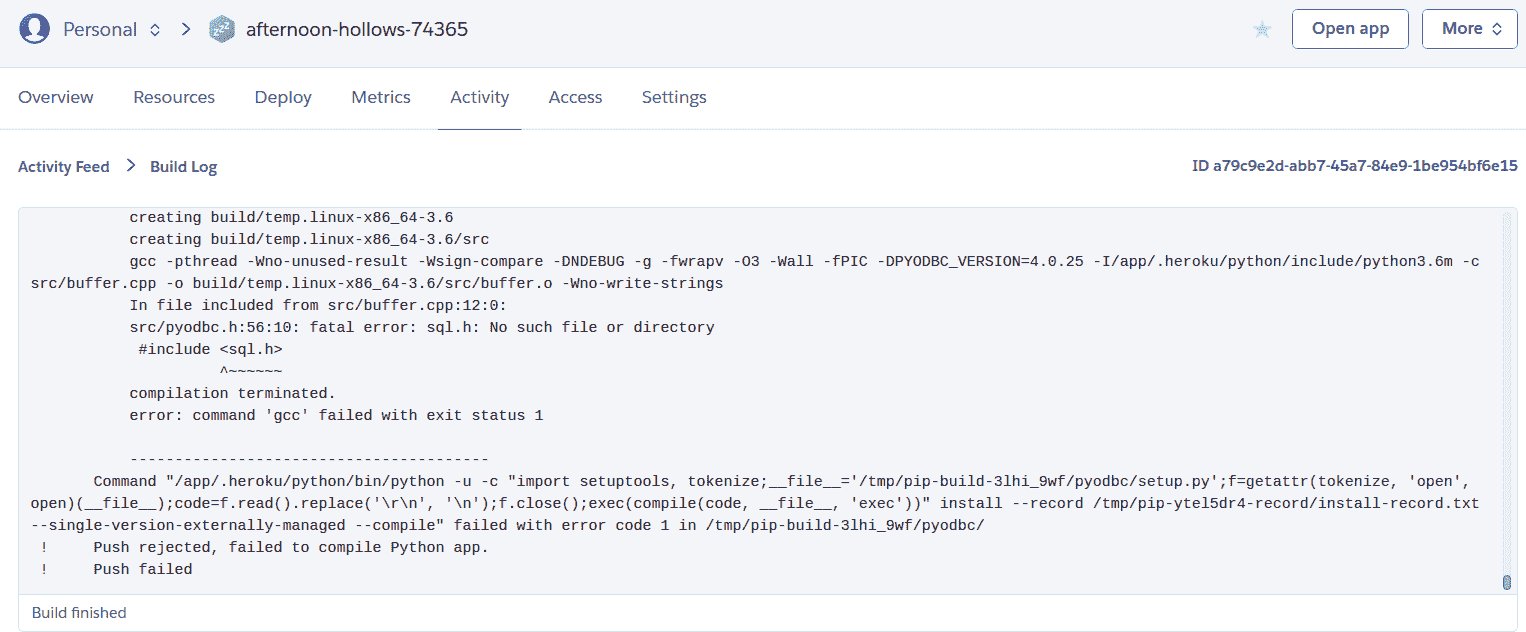 Personal afternoon-hollows-74365 Open app More
Overview Resources Deploy Metrics Activity Access Settings
Activity Feed Build Log ID a79c9e2d-abb7-45a7-84e9-1be954bf6e15
creating build/temp.linux-x86_64-3.6
creating build/temp.linux-x86_64-3.6/src
gcc -pthread -Wno-unused-result -Wsign-compare -DNDEBUG -g -fwrapv -O3 -Wall -fPIC -DPYODBC_VERSION=4.0.25 -I/app/.heroku/python/include/python3.6m -c
src/buffer.cpp -o build/temp.linux-x86_64-3.6/src/buffer.o -Wno-write-strings
In file included from src/buffer.cpp:12:0:
src/pyodbc.h:56:10: fatal error: sql.h: No such file or directory
#include <sql.h>
^~~~~~~
compilation terminated.
error: command 'gcc' failed with exit status 1
----------------------------------------
Command "/app/.heroku/python/bin/python -u -c "import setuptools, tokenize;__file__='/tmp/pip-build-3lhi_9wf/pyodbc/setup.py';f=getattr(tokenize, 'open',
open)(__file__);code=f.read().replace('\r\n', '\n');f.close();exec(compile(code, __file__, 'exec'))" install --record /tmp/pip-ytel5dr4-record/install-record.txt
--single-version-externally-managed --compile" failed with error code 1 in /tmp/pip-build-3lhi_9wf/pyodbc/
! Push rejected, failed to compile Python app.
! Push failed
Build finished